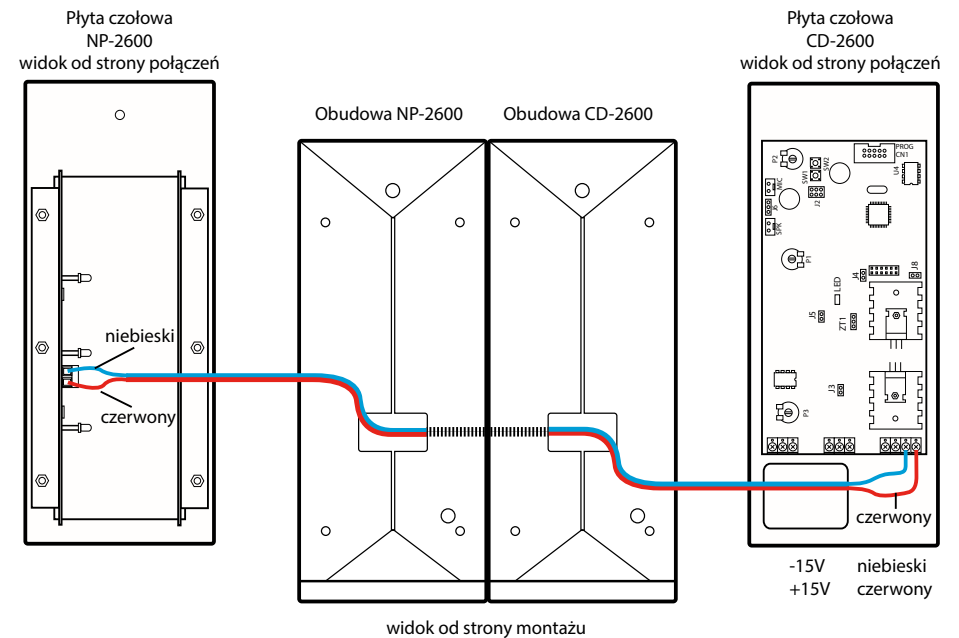 Płyta czołowa
NP-2600
widok od strony połączeń
Płyta czołowa
CD-2600
widok od strony połączeń
Obudowa NP-2600
Obudowa CD-2600
PROG
CN1
U4
P2
SW2
SW1
MIC
J6
J2
SPK
P1
J4
J8
LED
J5
ZT1
J3
P3
niebieski
czerwony
czerwony
-15V niebieski
+15V czerwony
widok od strony montażu